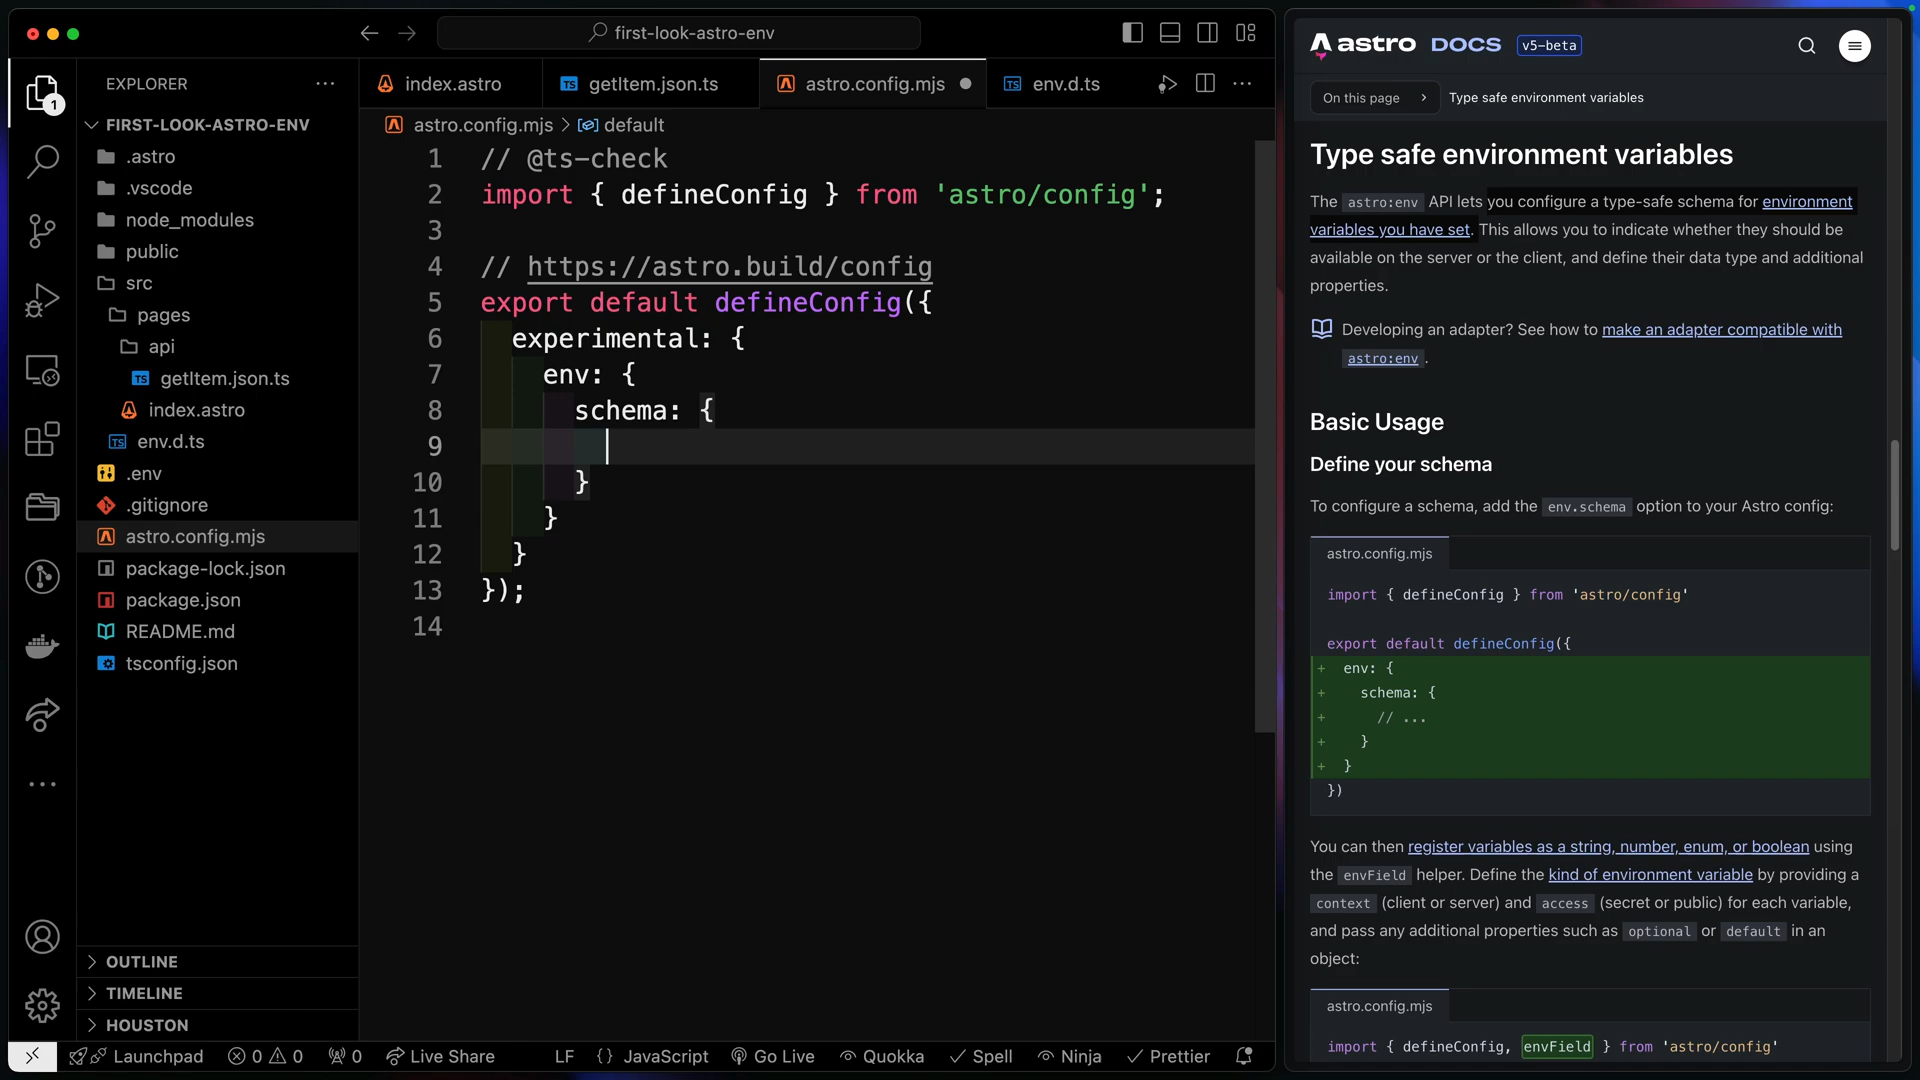 first-look-astro-env
1
EXPLORER
FIRST-LOOK-ASTRO-ENV
.astro
.vscode
node_modules
public
src
pages
api
getItem.json.ts
index.astro
env.d.ts
.env
.gitignore
astro.config.mjs
package-lock.json
package.json
README.md
tsconfig.json
OUTLINE
TIMELINE
HOUSTON
index.astro
getItem.json.ts
astro.config.mjs
env.d.ts
astro.config.mjs > default
1 // @ts-check
2 import { defineConfig } from 'astro/config';
3
4 // https://astro.build/config
5 export default defineConfig({
6 experimental: {
7 env: {
8 schema: {
9
10 }
11 }
12 }
13 });
14
Launchpad 0 0 0 Live Share LF {} JavaScript Go Live Quokka Spell Ninja Prettier
astro DOCS v5-beta
On this page > Type safe environment variables
Type safe environment variables
The astro:env API lets you configure a type-safe schema for environment
variables you have set. This allows you to indicate whether they should be
available on the server or the client, and define their data type and additional
properties.
Developing an adapter? See how to make an adapter compatible with
astro:env.
Basic Usage
Define your schema
To configure a schema, add the env.schema option to your Astro config:
astro.config.mjs
import { defineConfig } from 'astro/config'
export default defineConfig({
+ env: {
+ schema: {
+ // ...
+ }
+ }
})
You can then register variables as a string, number, enum, or boolean using
the envField helper. Define the kind of environment variable by providing a
context (client or server) and access (secret or public) for each variable,
and pass any additional properties such as optional or default in an
object:
astro.config.mjs
import { defineConfig, envField } from 'astro/config'